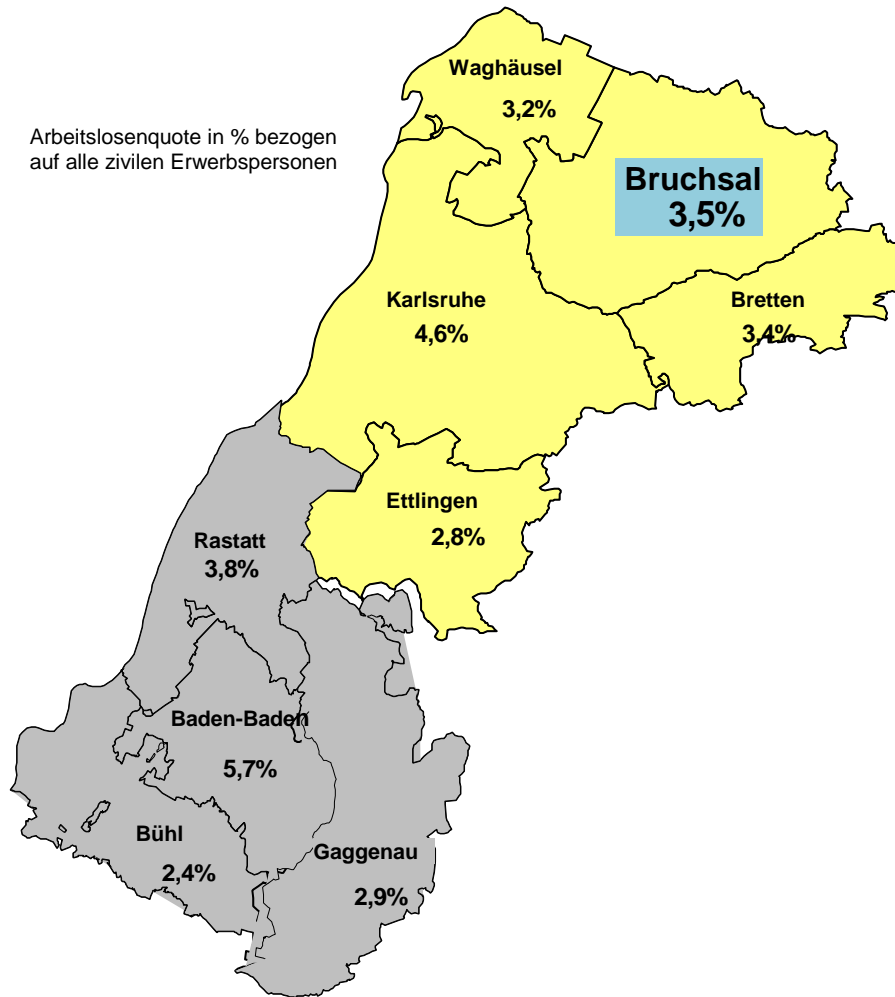 Waghäusel
3,2%
Arbeitslosenquote in % bezogen
auf alle zivilen Erwerbspersonen
Bruchsal
3,5%
Karlsruhe
4,6%
Bretten
3,4%
Ettlingen
2,8%
Rastatt
3,8%
Baden-Baden
5,7%
Bühl
2,4%
Gaggenau
2,9%